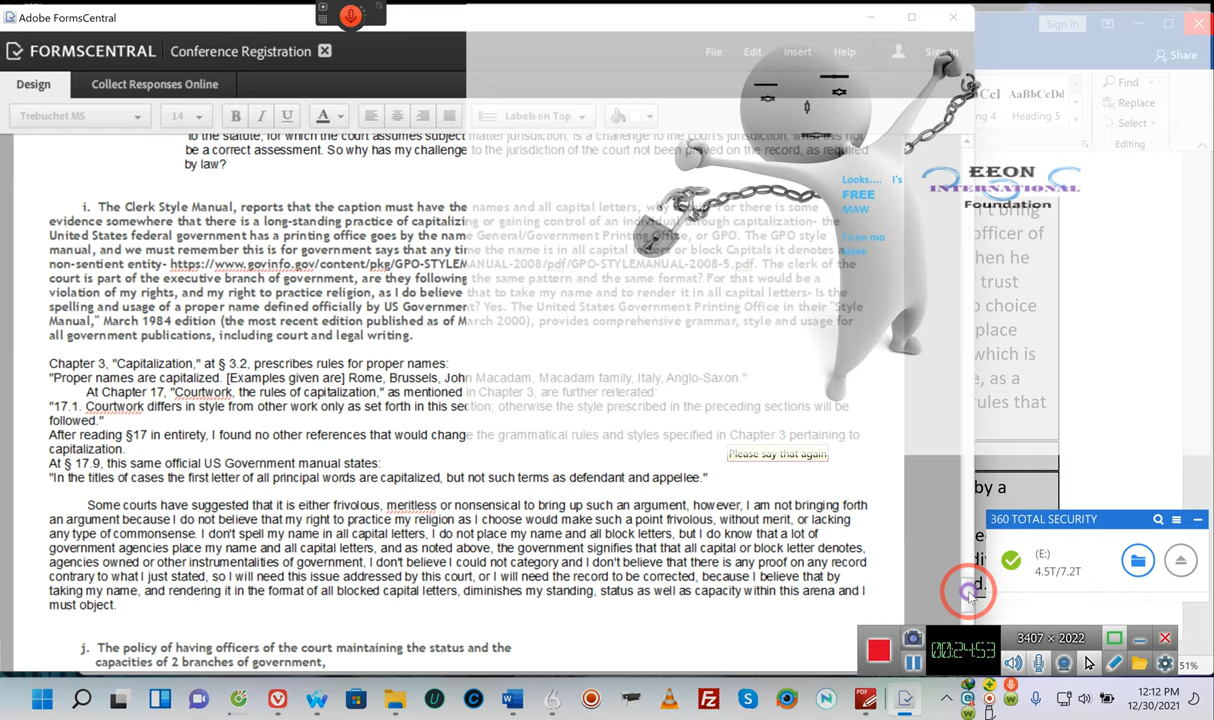 Adobe FormsCentral
FORMSCENTRAL Conference Registration
File Edit Insert Help Sign In
Sign in
Share
Design Collect Responses Online
Trebuchet MS 14 B I U A Labels on Top
Find
Replace
Select
Editing
AaBbCcD
Heading 5
to the statute, for which the court assumes subject matter jurisdiction, is a challenge to the court's jurisdiction, what this not
be a correct assessment. So why has my challenge to the jurisdiction of the court not been proved on the record, as required
by law?
Looks.... I's
FREE
MAW
I's no mo
slave
EEON
INTERNATIONAL
Foundation
i. The Clerk Style Manual, reports that the caption must have the names and all capital letters, why is this? For there is some
evidence somewhere that there is a long-standing practice of capitalizing or gaining control of an individual through capitalization- the
United States federal government has a printing office goes by the name General/Government Printing Office, or GPO. The GPO style
manual, and we must remember this is for government says that any time the name is in all capital letters or block Capitals it denotes a
non-sentient entity- https://www.govinfo.gov/content/pkg/GPO-STYLEMANUAL-2008/pdf/GPO-STYLEMANUAL-2008-5.pdf. The clerk of the
court is part of the executive branch of government, are they following the same pattern and the same format? For that would be a
violation of my rights, and my right to practice religion, as I do believe that to take my name and to render it in all capital letters- Is the
spelling and usage of a proper name defined officially by US Government? Yes. The United States Government Printing Office in their "Style
Manual," March 1984 edition (the most recent edition published as of March 2000), provides comprehensive grammar, style and usage for
all government publications, including court and legal writing.
Chapter 3, "Capitalization," at § 3.2, prescribes rules for proper names:
"Proper names are capitalized. [Examples given are] Rome, Brussels, John Macadam, Macadam family, Italy, Anglo-Saxon."
At Chapter 17, "Courtwork, the rules of capitalization," as mentioned in Chapter 3, are further reiterated:
"17.1. Courtwork differs in style from other work only as set forth in this section; otherwise the style prescribed in the preceding sections will be
followed."
After reading §17 in entirety, I found no other references that would change the grammatical rules and styles specified in Chapter 3 pertaining to
capitalization.
Please say that again
At § 17.9, this same official US Government manual states:
"In the titles of cases the first letter of all principal words are capitalized, but not such terms as defendant and appellee."
Some courts have suggested that it is either frivolous, meritless or nonsensical to bring up such an argument, however, I am not bringing forth
an argument because I do not believe that my right to practice my religion as I choose would make such a point frivolous, without merit, or lacking
any type of commonsense. I don't spell my name in all capital letters, I do not place my name and all block letters, but I do know that a lot of
government agencies place my name and all capital letters, and as noted above, the government signifies that that all capital or block letter denotes,
agencies owned or other instrumentalities of government, I don't believe I could not category and I don't believe that there is any proof on any record
contrary to what I just stated, so I will need this issue addressed by this court, or I will need the record to be corrected, because I believe that by
taking my name, and rendering it in the format of all blocked capital letters, diminishes my standing, status as well as capacity within this arena and I
must object.
j. The policy of having officers of the court maintaining the status and the
capacities of 2 branches of government,
't bring
officer of
hen he
trust
o choice
place
which is
e, as a
rules that
by a
360 TOTAL SECURITY
(E:)
4.5T/7.2T
00:24:53
3407 × 2022
51%
12:12 PM
12/30/2021